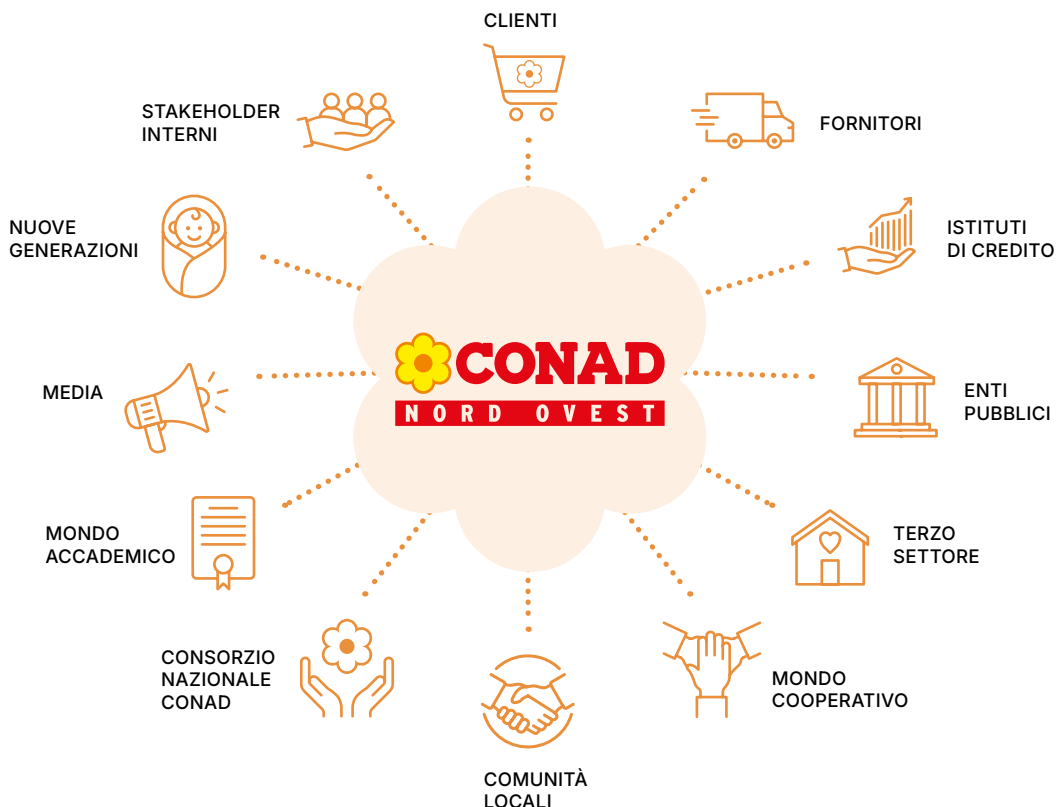 CLIENTI
STAKEHOLDER
INTERNI
FORNITORI
NUOVE
GENERAZIONI
ISTITUTI
DI CREDITO
CONAD
NORD OVEST
MEDIA
ENTI
PUBBLICI
MONDO
ACCADEMICO
TERZO
SETTORE
CONSORZIO
NAZIONALE
CONAD
MONDO
COOPERATIVO
COMUNITÀ
LOCALI